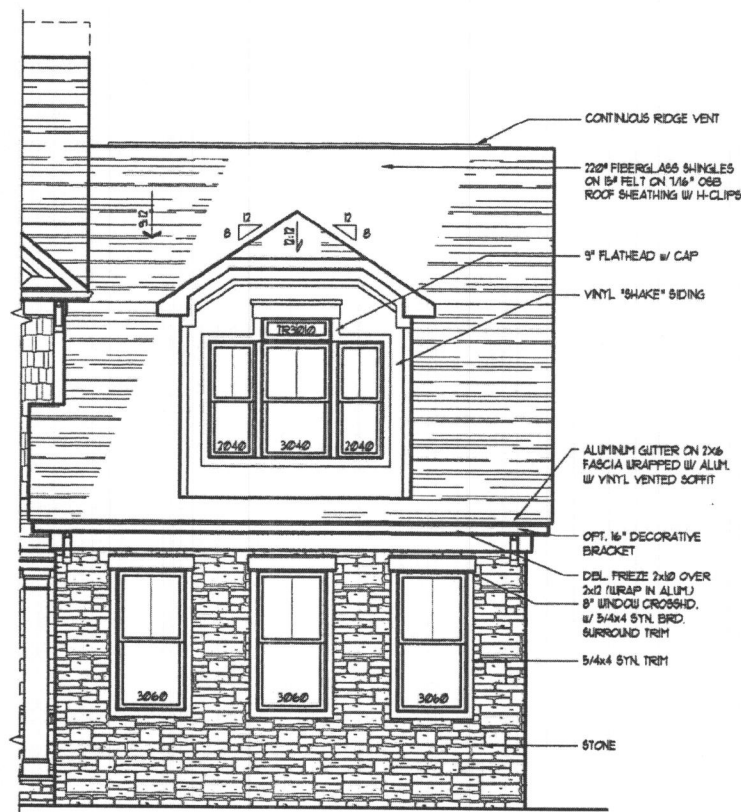 CONTINUOUS RIDGE VENT
220# FIBERGLASS SHINGLES
ON 15# FELT ON 7/16" OSB
ROOF SHEATHING W/ H-CLIPS
9:12
12
8
12:12
12
8
9" FLATHEAD w/ CAP
VINYL "SHAKE" SIDING
TR3010
2040
3040
2040
ALUMINUM GUTTER ON 2X6
FASCIA WRAPPED W/ ALUM.
W/ VINYL VENTED SOFFIT
OPT. 16" DECORATIVE
BRACKET
DBL. FRIEZE 2x10 OVER
2x12 (WRAP IN ALUM.)
8" WINDOW CROSSHD.
w/ 5/4x4 SYN. BRD.
SURROUND TRIM
5/4x4 SYN. TRIM
3060
3060
3060
STONE